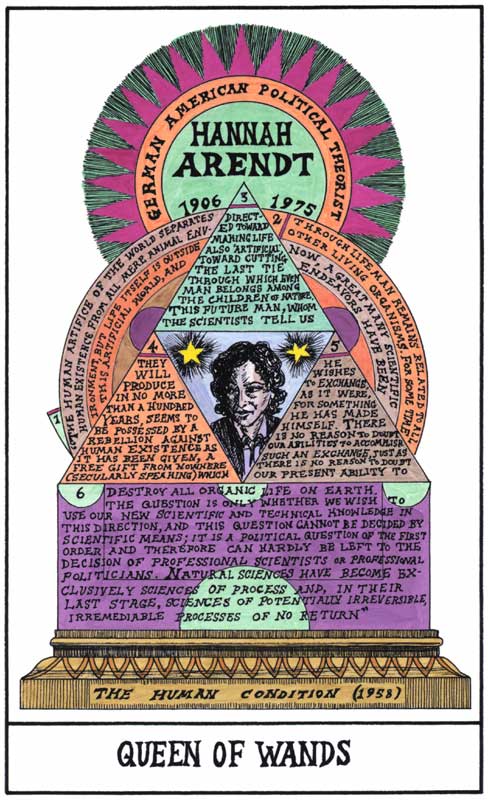 GERMAN AMERICAN POLITICAL THEORIST
HANNAH
ARENDT
1906 1975
1
"THE HUMAN ARTIFICE OF THE WORLD SEPARATES
HUMAN EXISTENCE FROM ALL MERE ANIMAL ENV-
IRONMENT BUT LIFE ITSELF IS OUTSIDE
THIS ARTIFICIAL WORLD, AND
2
THROUGH LIFE MAN REMAINS RELATED TO ALL
OTHER LIVING ORGANISMS. FOR SOME TIME
NOW A GREAT MANY SCIENTIFIC
ENDEAVORS HAVE BEEN
3
DIRECT-
ED TOWARD
MAKING LIFE
ALSO "ARTIFICIAL"
TOWARD CUTTING
THE LAST TIE
THROUGH WHICH EVEN
MAN BELONGS AMONG
THE CHILDREN OF NATURE.
THIS FUTURE MAN, WHOM
THE SCIENTISTS TELL US
4
THEY
WILL
PRODUCE
IN NO MORE
THAN A HUNDRED
YEARS, SEEMS TO
BE POSSESSED BY A
REBELLION AGAINST
HUMAN EXISTENCE AS
IT HAS BEEN GIVEN, A
FREE GIFT FROM NOWHERE
(SECULARLY SPEAKING) WHICH
5
HE
WISHES
TO EXCHANGE,
AS IT WERE,
FOR SOMETHING
HE HAS MADE
HIMSELF. THERE
IS NO REASON TO DOUBT
OUR ABILITIES TO ACCOMPLISH
SUCH AN EXCHANGE, JUST AS
THERE IS NO REASON TO DOUBT
OUR PRESENT ABILITY TO
6 DESTROY ALL ORGANIC LIFE ON EARTH.
THE QUESTION IS ONLY WHETHER WE WISH TO
USE OUR NEW SCIENTIFIC AND TECHNICAL KNOWLEDGE IN
THIS DIRECTION, AND THIS QUESTION CANNOT BE DECIDED BY
SCIENTIFIC MEANS; IT IS A POLITICAL QUESTION OF THE FIRST
ORDER AND THEREFORE CAN HARDLY BE LEFT TO THE
DECISION OF PROFESSIONAL SCIENTISTS OR PROFESSIONAL
POLITICIANS. NATURAL SCIENCES HAVE BECOME EX-
CLUSIVELY SCIENCES OF PROCESS AND, IN THEIR
LAST STAGE, SCIENCES OF POTENTIALLY IRREVERSIBLE,
IRREMEDIABLE PROCESSES OF NO RETURN"
THE HUMAN CONDITION (1958)
QUEEN OF WANDS